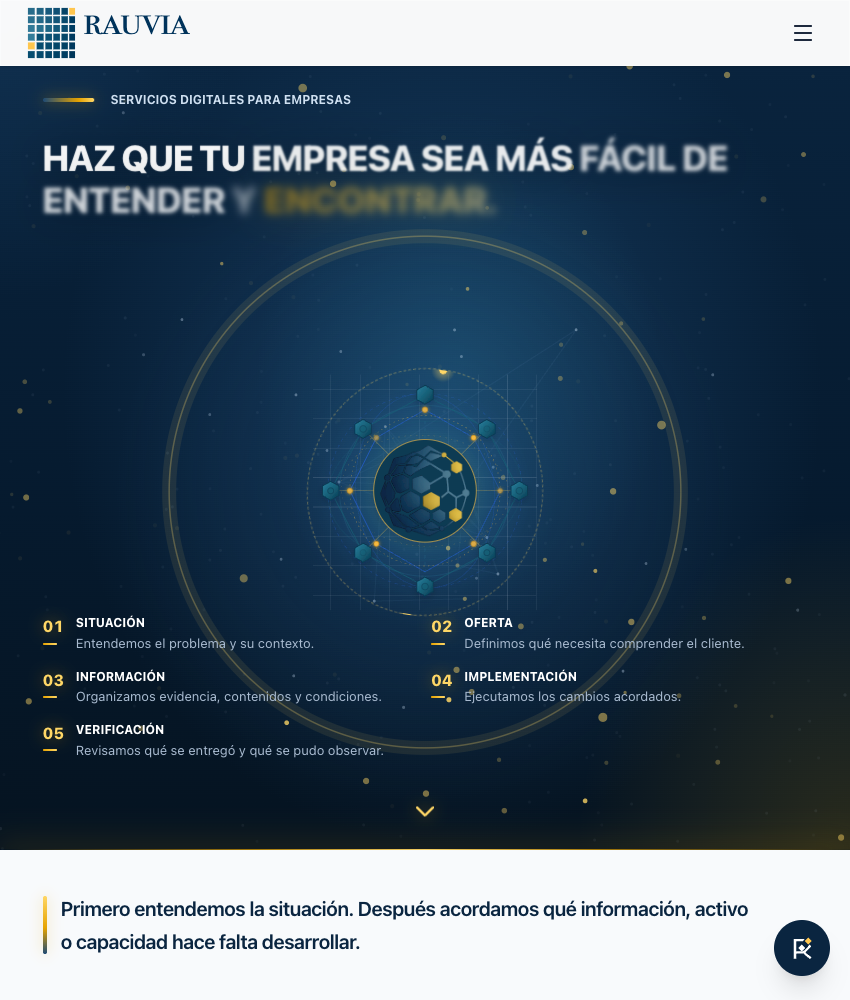 RAUVIA
SERVICIOS DIGITALES PARA EMPRESAS
HAZ QUE TU EMPRESA SEA MÁS FÁCIL DE
ENTENDER Y ENCONTRAR.
01 SITUACIÓN
Entendemos el problema y su contexto.
02 OFERTA
Definimos qué necesita comprender el cliente.
03 INFORMACIÓN
Organizamos evidencia, contenidos y condiciones.
04 IMPLEMENTACIÓN
Ejecutamos los cambios acordados.
05 VERIFICACIÓN
Revisamos qué se entregó y qué se pudo observar.
Primero entendemos la situación. Después acordamos qué información, activo
o capacidad hace falta desarrollar.